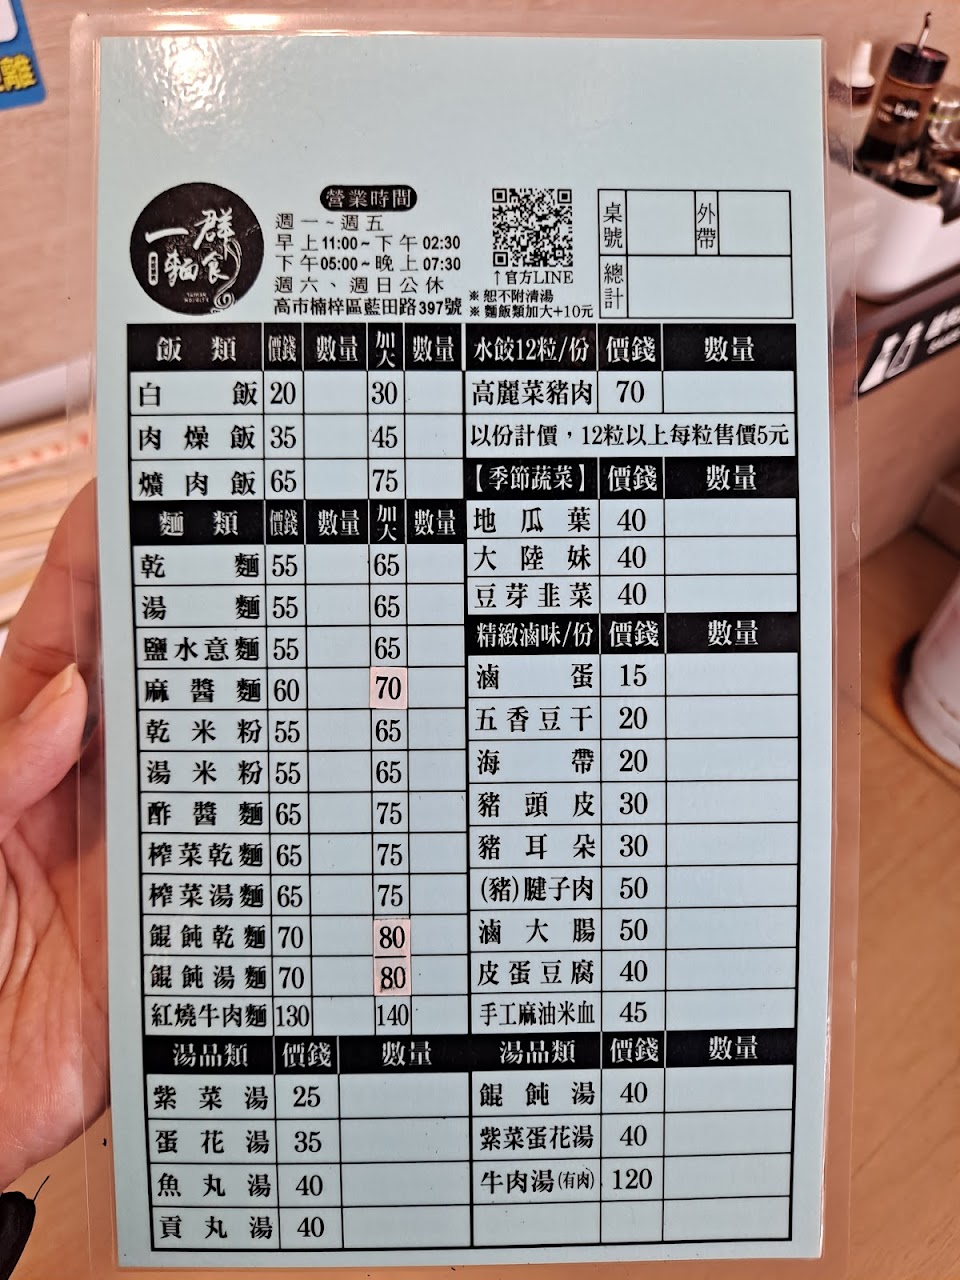 離
一群
麵食
營業時間
週一~週五
早上11:00~下午02:30
下午05:00~晚上07:30
週六、週日公休
高市楠梓區藍田路397號
↑官方LINE
※ 恕不附清湯
※ 麵飯類加大+10元
桌號 外帶
總計
飯類 價錢 數量 加大 數量
白飯 20 30
肉燥飯 35 45
爌肉飯 65 75
麵類 價錢 數量 加大 數量
乾麵 55 65
湯麵 55 65
鹽水意麵 55 65
麻醬麵 60 70
乾米粉 55 65
湯米粉 55 65
酢醬麵 65 75
榨菜乾麵 65 75
榨菜湯麵 65 75
餛飩乾麵 70 80
餛飩湯麵 70 80
紅燒牛肉麵 130 140
水餃12粒/份 價錢 數量
高麗菜豬肉 70
以份計價，12粒以上每粒售價5元
【季節蔬菜】 價錢 數量
地瓜葉 40
大陸妹 40
豆芽韭菜 40
精緻滷味/份 價錢 數量
滷蛋 15
五香豆干 20
海帶 20
豬頭皮 30
豬耳朵 30
(豬)腱子肉 50
滷大腸 50
皮蛋豆腐 40
手工麻油米血 45
湯品類 價錢 數量
紫菜湯 25
蛋花湯 35
魚丸湯 40
貢丸湯 40
湯品類 價錢 數量
餛飩湯 40
紫菜蛋花湯 40
牛肉湯(有肉) 120